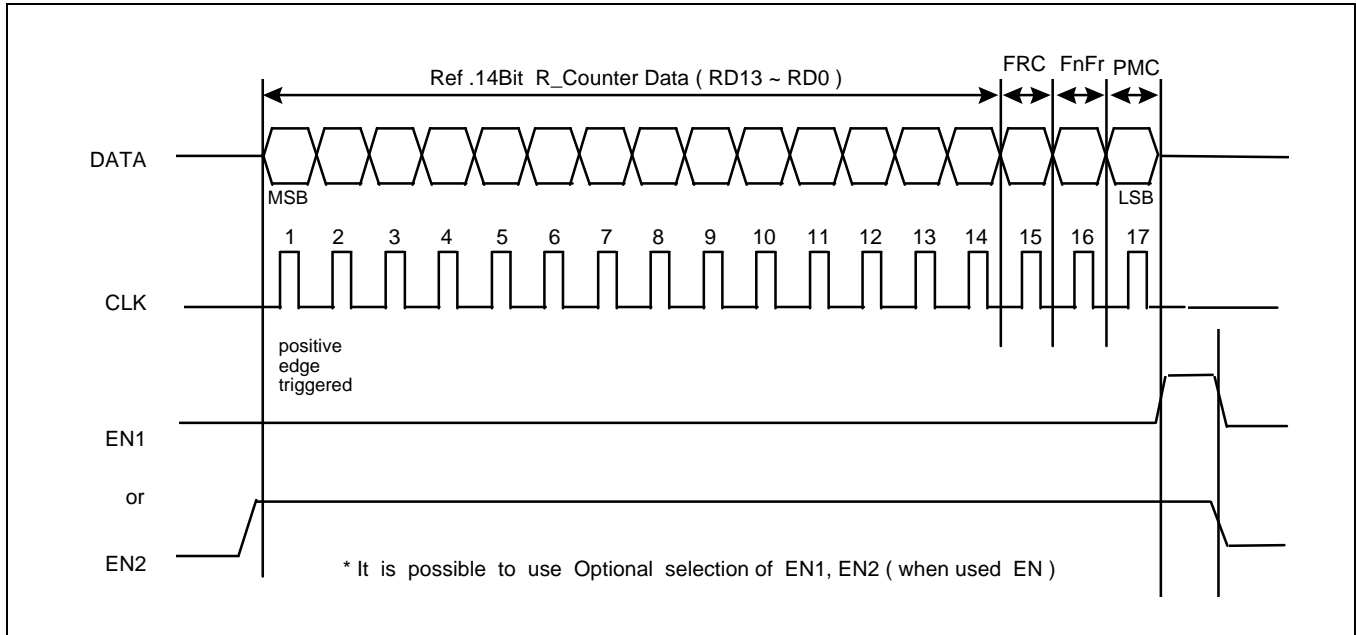 FRC FnFr PMC
Ref .14Bit R_Counter Data ( RD13 ~ RD0 )
DATA
MSB
LSB
1 2 3 4 5 6 7 8 9 10 11 12 13 14 15 16 17
CLK
positive
edge
triggered
EN1
or
EN2
* It is possible to use Optional selection of EN1, EN2 ( when used EN )